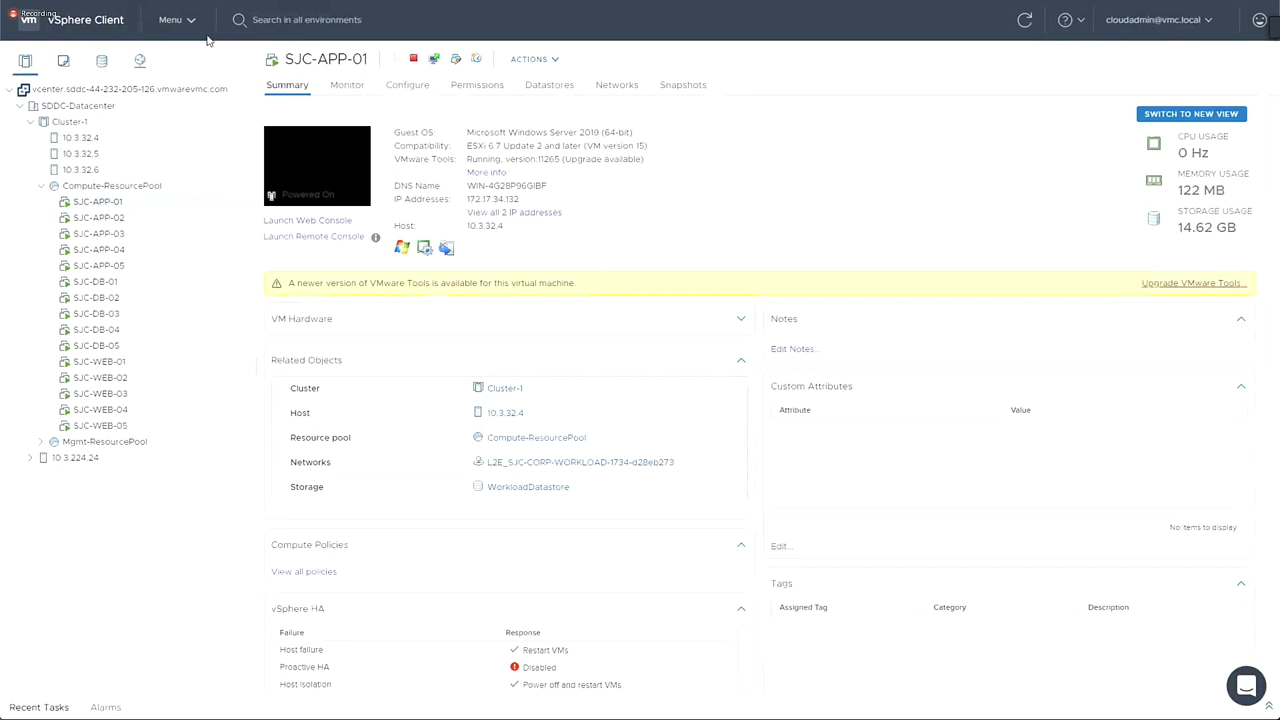 Recording
vm vSphere Client
Menu
Search in all environments
cloudadmin@vmc.local
SJC-APP-01
ACTIONS
Summary
Monitor
Configure
Permissions
Datastores
Networks
Snapshots
vcenter.sddc-44-232-205-126.vmwarevmc.com
SDDC-Datacenter
Cluster-1
10.3.32.4
10.3.32.5
10.3.32.6
Compute-ResourcePool
SJC-APP-01
SJC-APP-02
SJC-APP-03
SJC-APP-04
SJC-APP-05
SJC-DB-01
SJC-DB-02
SJC-DB-03
SJC-DB-04
SJC-DB-05
SJC-WEB-01
SJC-WEB-02
SJC-WEB-03
SJC-WEB-04
SJC-WEB-05
Mgmt-ResourcePool
10.3.224.24
Powered On
Launch Web Console
Launch Remote Console
Guest OS: Microsoft Windows Server 2019 (64-bit)
Compatibility: ESXi 6.7 Update 2 and later (VM version 15)
VMware Tools: Running, version:11265 (Upgrade available)
More info
DNS Name WIN-4G28P96GIBF
IP Addresses: 172.17.34.132
View all 2 IP addresses
Host: 10.3.32.4
SWITCH TO NEW VIEW
CPU USAGE
0 Hz
MEMORY USAGE
122 MB
STORAGE USAGE
14.62 GB
A newer version of VMware Tools is available for this virtual machine.
Upgrade VMware Tools...
VM Hardware
Related Objects
Cluster Cluster-1
Host 10.3.32.4
Resource pool Compute-ResourcePool
Networks L2E_SJC-CORP-WORKLOAD-1734-d28eb273
Storage WorkloadDatastore
Compute Policies
View all policies
vSphere HA
Failure Response
Host failure Restart VMs
Proactive HA Disabled
Host Isolation Power off and restart VMs
Notes
Edit Notes...
Custom Attributes
Attribute Value
No items to display
Edit...
Tags
Assigned Tag Category Description
Recent Tasks
Alarms